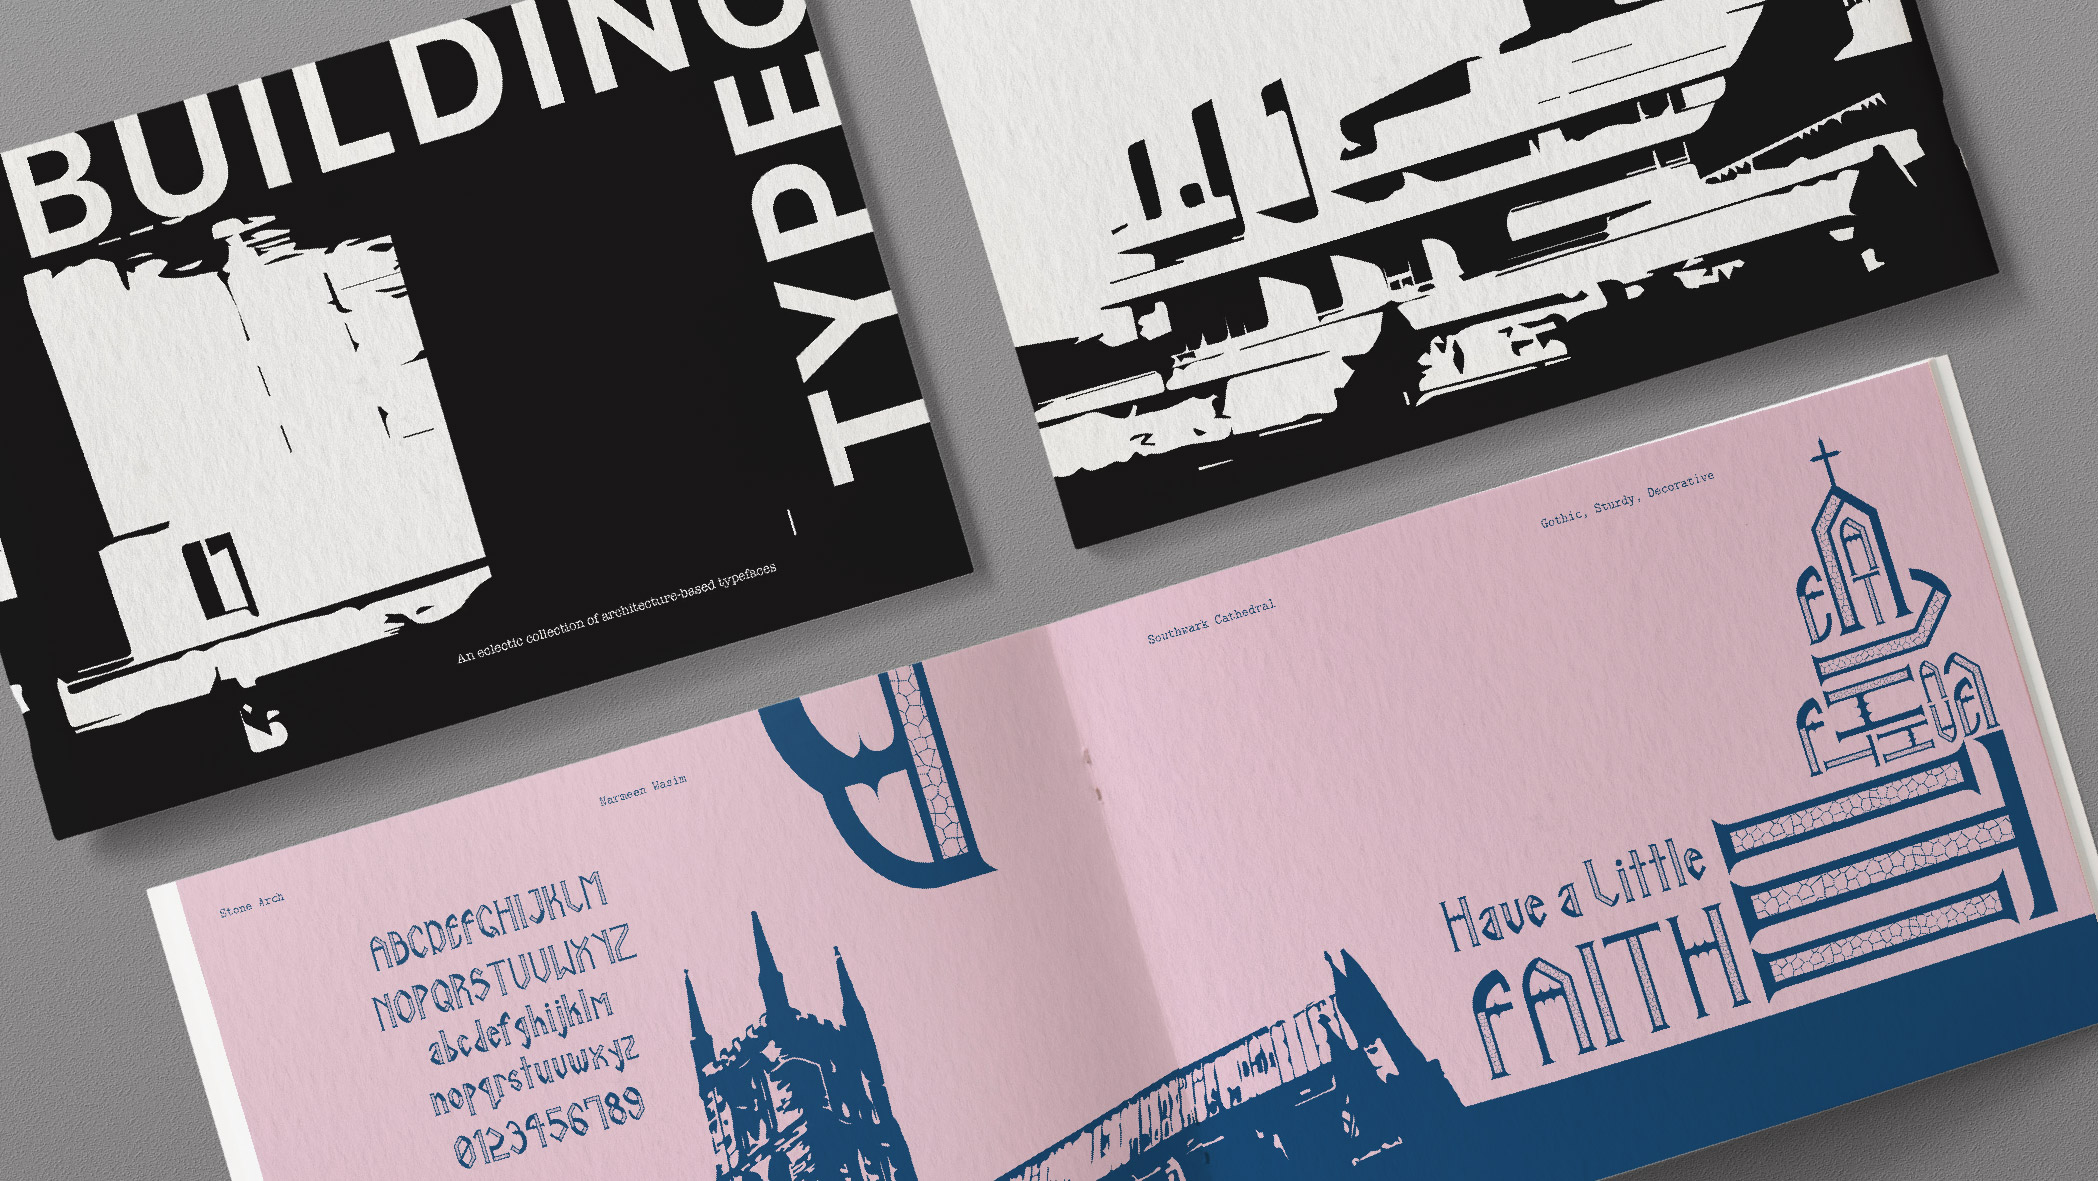 BUILDING
TYPE
An eclectic collection of architecture-based typefaces
Stone Arch
Narmeen Wasim
Southwark Cathedral
Gothic, Sturdy, Decorative
ABCDEFGHIJKLM
NOPQRSTUVWXYZ
abcdefghijklm
nopqrstuvwxyz
0123456789
Have a Little
FAITH